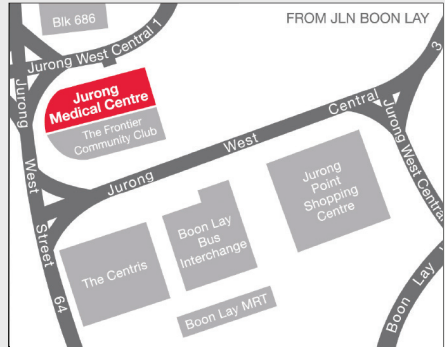 Blk 686
FROM JLN BOON LAY
Jurong West Central 1
Jurong
Medical Centre
The Frontier
Community Club
Jurong West Street 64
Jurong West Central 3
Jurong West Central
Jurong
Point
Shopping
Centre
Boon Lay
Bus
Interchange
The Centris
Boon Lay MRT
Boon Lay